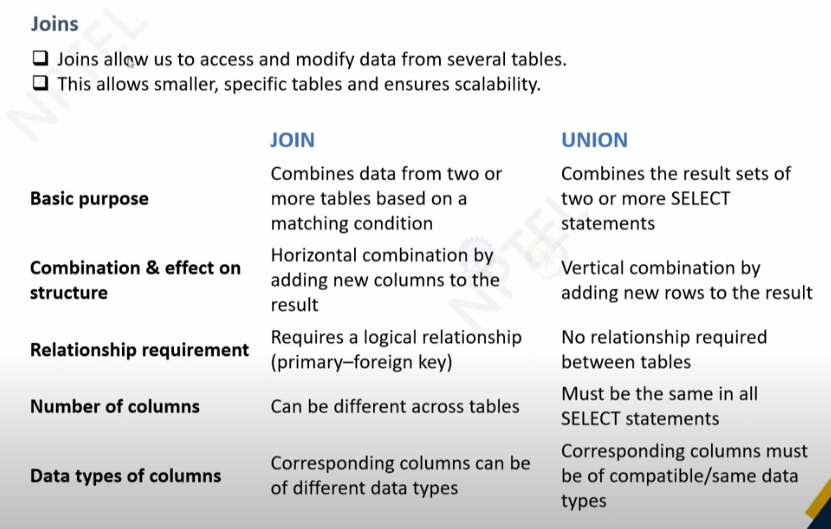 Joins
❑ Joins allow us to access and modify data from several tables.
❑ This allows smaller, specific tables and ensures scalability.
JOIN UNION
Basic purpose
Combines data from two or
more tables based on a
matching condition
Combines the result sets of
two or more SELECT
statements
Combination & effect on
structure
Horizontal combination by
adding new columns to the
result
Vertical combination by
adding new rows to the result
Relationship requirement
Requires a logical relationship
(primary–foreign key)
No relationship required
between tables
Number of columns
Can be different across tables
Must be the same in all
SELECT statements
Data types of columns
Corresponding columns can be
of different data types
Corresponding columns must
be of compatible/same data
types
NPTEL
NPTEL